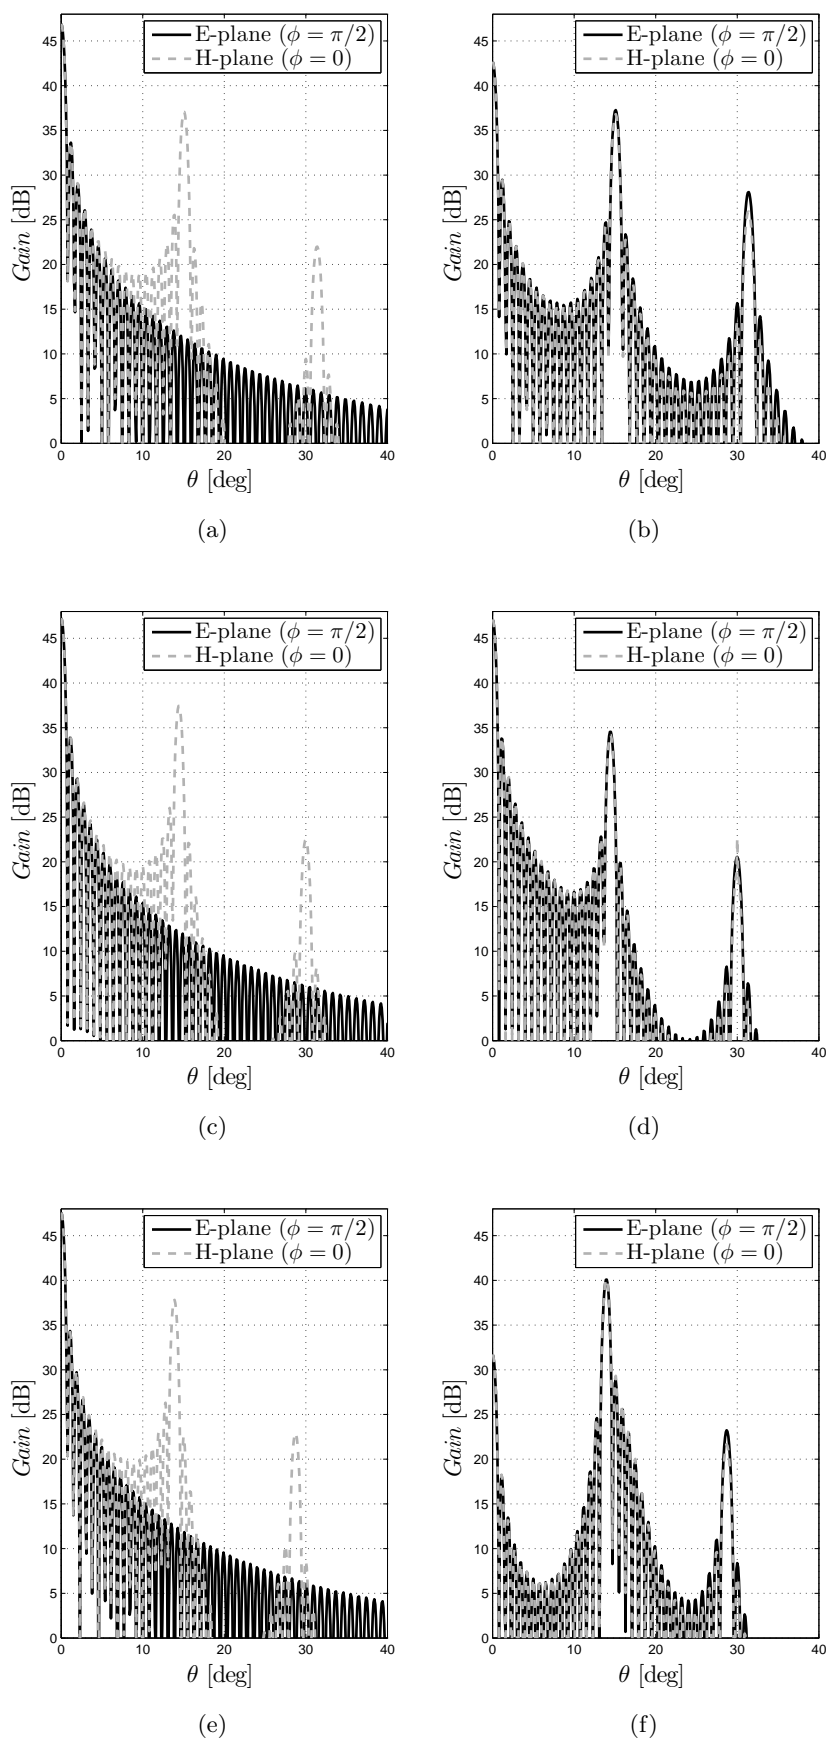 45
40
35
30
25
20
15
10
5
0
Gain [dB]
E-plane (ϕ = π/2)
H-plane (ϕ = 0)
0 10 20 30 40
θ [deg]
(a)
45
40
35
30
25
20
15
10
5
0
Gain [dB]
E-plane (ϕ = π/2)
H-plane (ϕ = 0)
0 10 20 30 40
θ [deg]
(b)
45
40
35
30
25
20
15
10
5
0
Gain [dB]
E-plane (ϕ = π/2)
H-plane (ϕ = 0)
0 10 20 30 40
θ [deg]
(c)
45
40
35
30
25
20
15
10
5
0
Gain [dB]
E-plane (ϕ = π/2)
H-plane (ϕ = 0)
0 10 20 30 40
θ [deg]
(d)
45
40
35
30
25
20
15
10
5
0
Gain [dB]
E-plane (ϕ = π/2)
H-plane (ϕ = 0)
0 10 20 30 40
θ [deg]
(e)
45
40
35
30
25
20
15
10
5
0
Gain [dB]
E-plane (ϕ = π/2)
H-plane (ϕ = 0)
0 10 20 30 40
θ [deg]
(f)